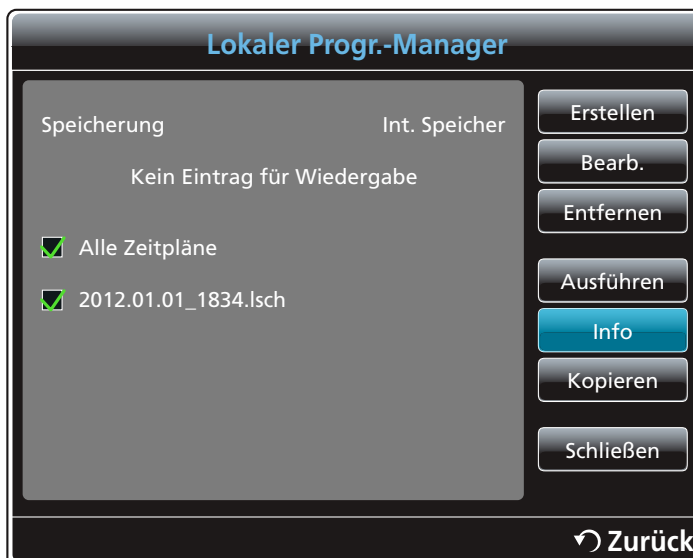 Lokaler Progr.-Manager
Speicherung Int. Speicher
Kein Eintrag für Wiedergabe
Alle Zeitpläne
2012.01.01_1834.lsch
Erstellen
Bearb.
Entfernen
Ausführen
Info
Kopieren
Schließen
Zurück